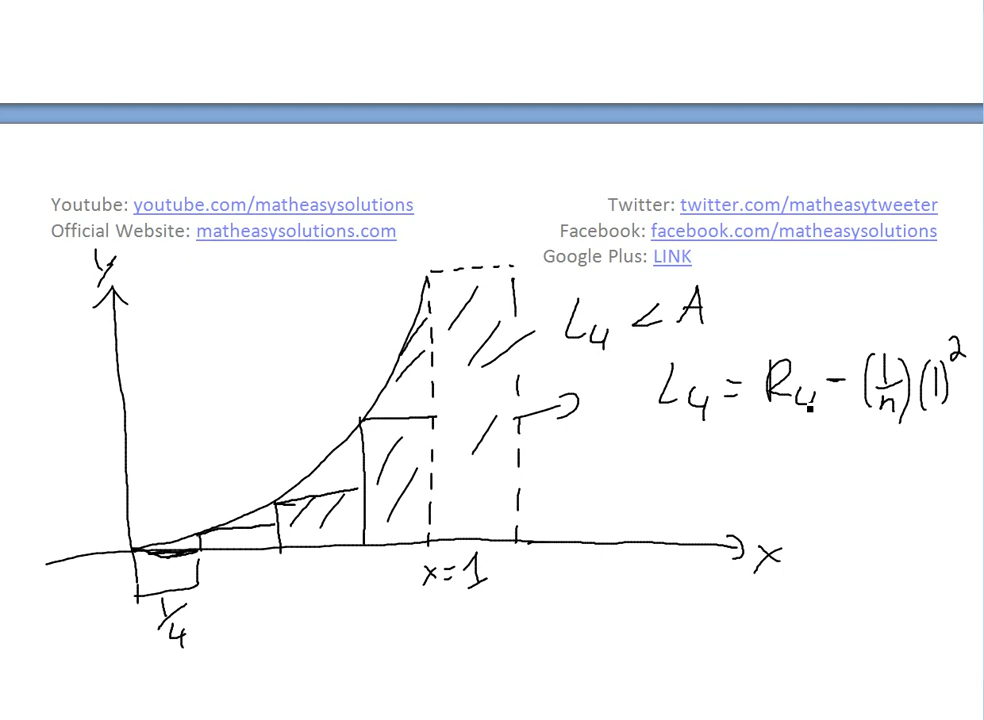 Youtube: youtube.com/matheasysolutions
Twitter: twitter.com/matheasytweeter
Official Website: matheasysolutions.com
Facebook: facebook.com/matheasysolutions
Google Plus: LINK
y
L₄ < A
L₄ = R₄ - (1/n)(1)²
x
x=1
1/4